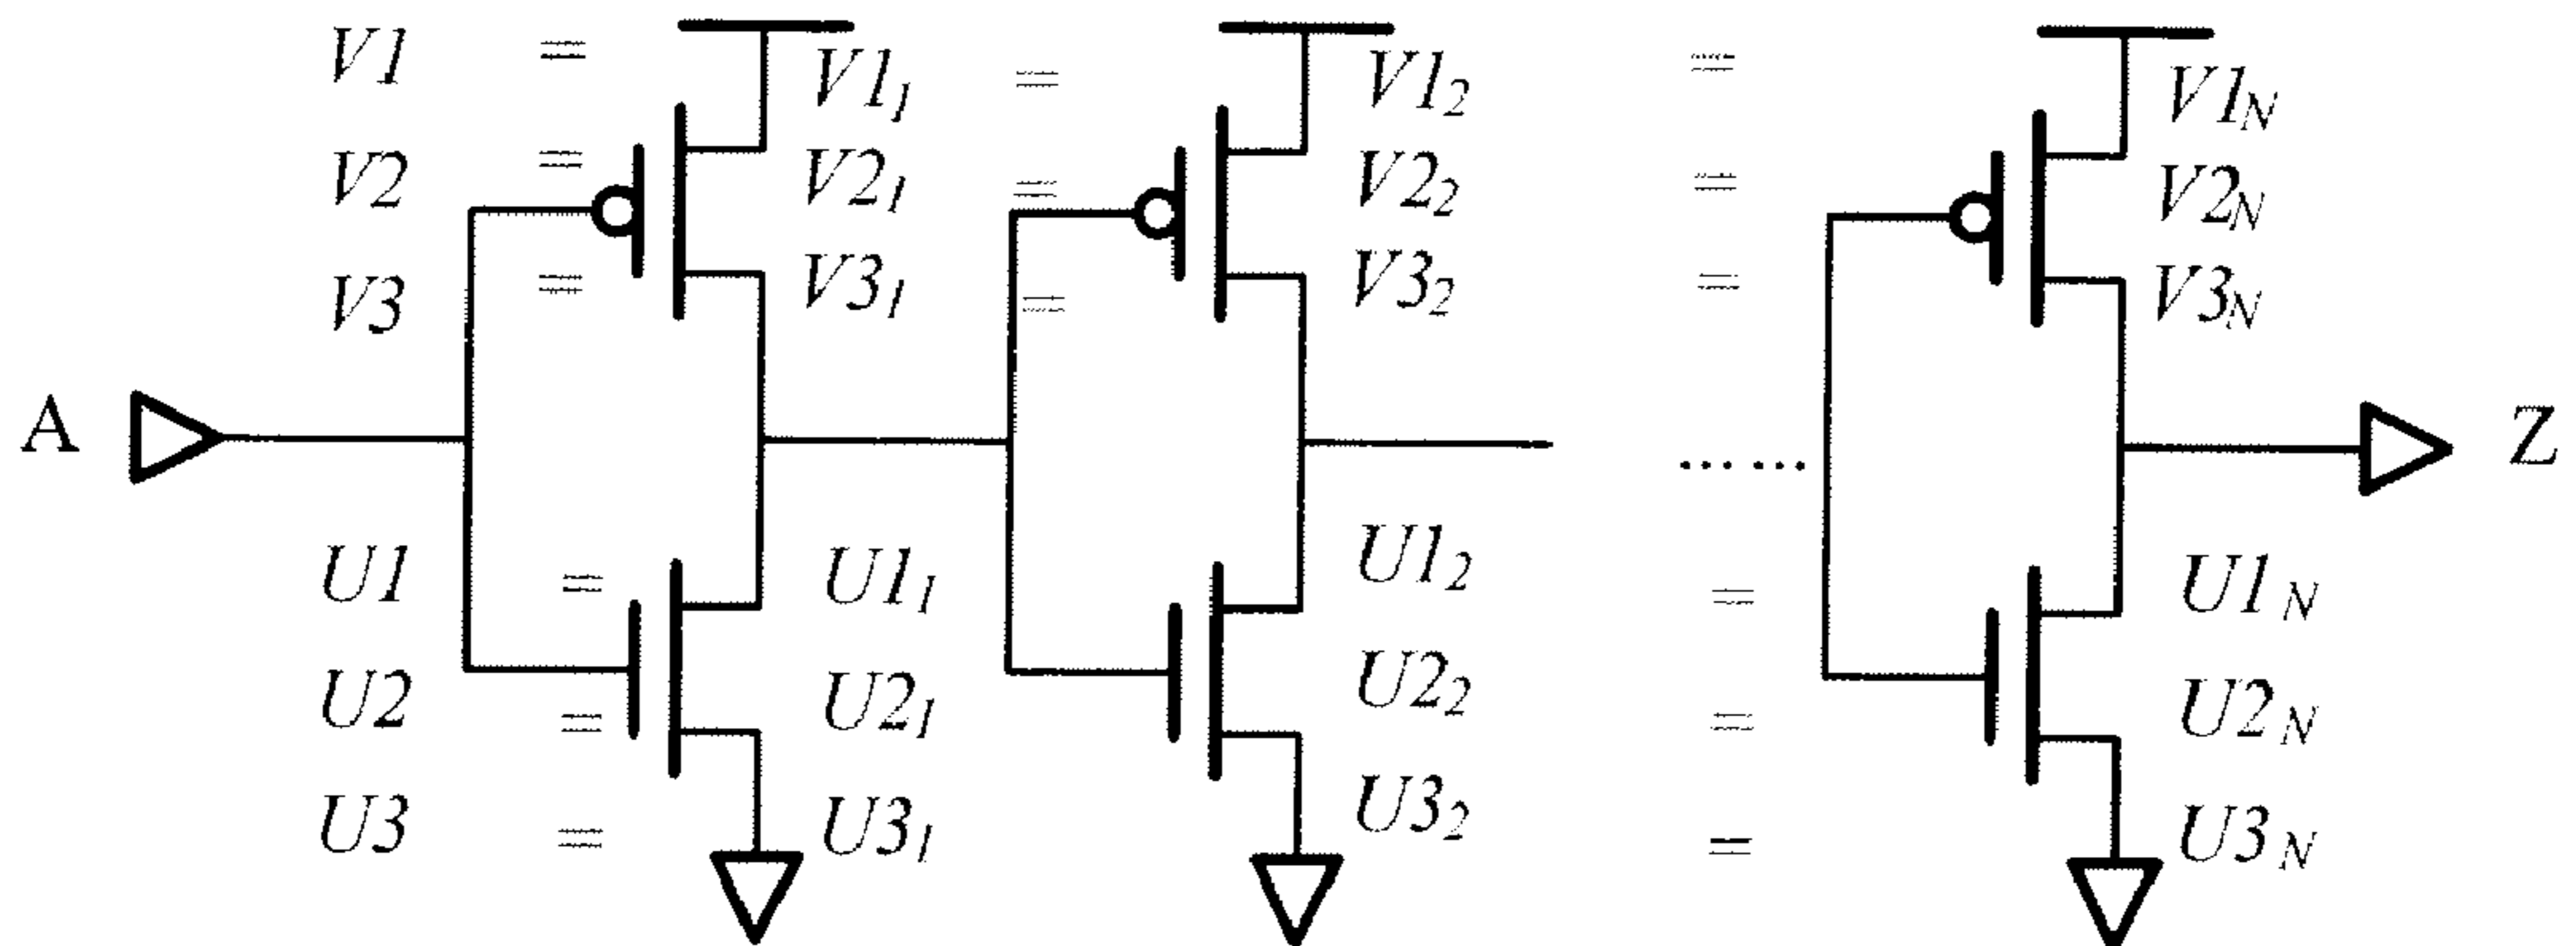 V1 = V1₁ = V1₂ = V1N
V2 = V2₁ = V2₂ = V2N
V3 = V3₁ = V3₂ = V3N
A ...... Z
U1 = U1₁ U1₂ = U1N
U2 = U2₁ U2₂ = U2N
U3 = U3₁ U3₂ = U3N